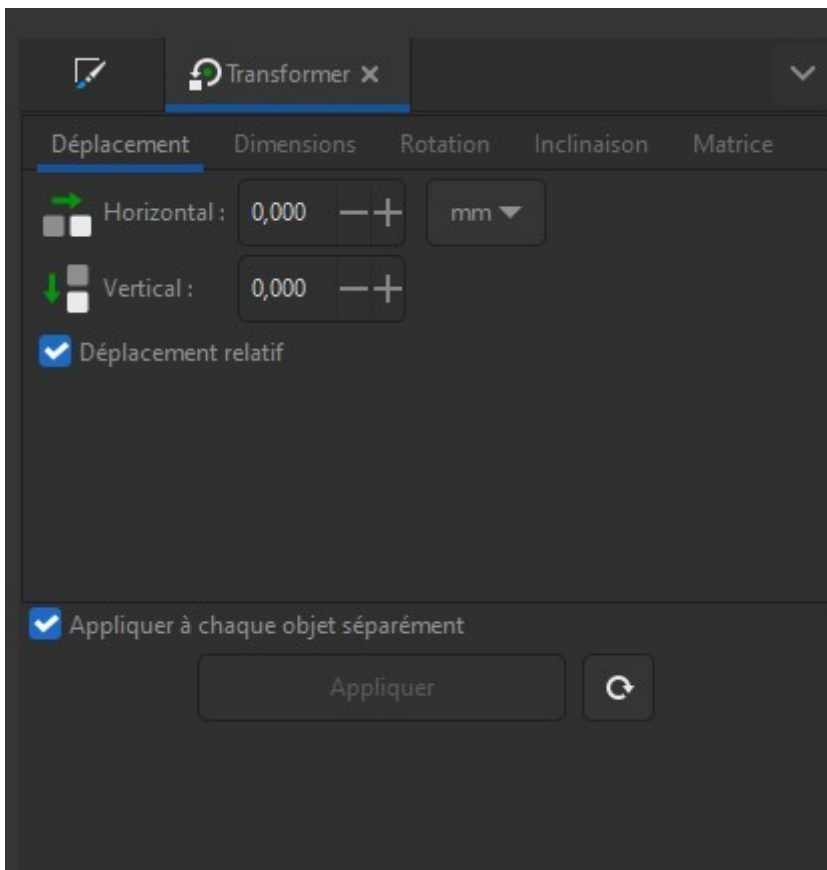 Transformer
Déplacement Dimensions Rotation Inclinaison Matrice
Horizontal : 0,000 mm
Vertical : 0,000
Déplacement relatif
Appliquer à chaque objet séparément
Appliquer